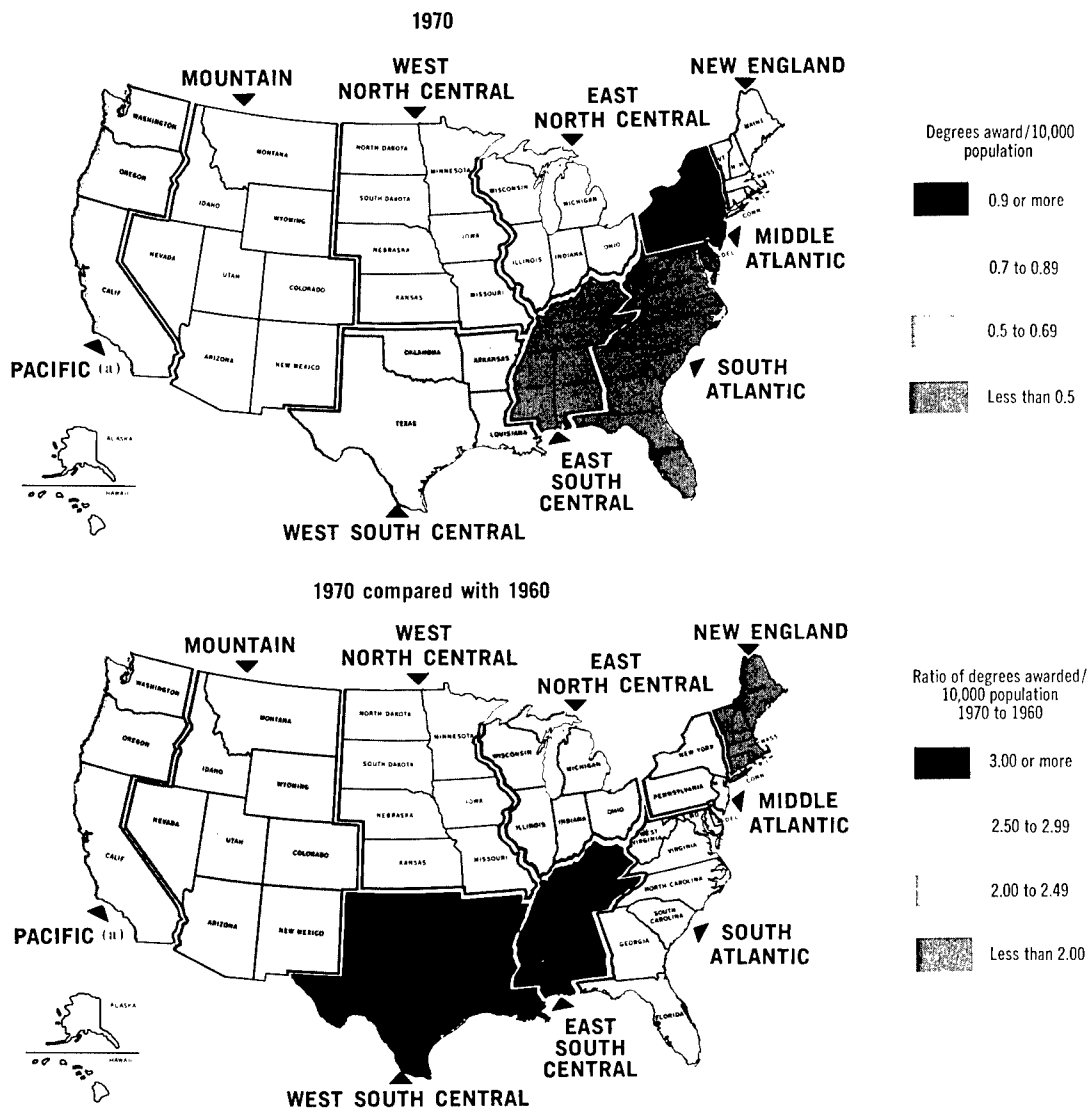 1970
MOUNTAIN
WEST
NORTH CENTRAL
EAST
NORTH CENTRAL
NEW ENGLAND
WASHINGTON
OREGON
CALIF
NEVADA
IDAHO
MONTANA
WYOMING
UTAH
COLORADO
ARIZONA
NEW MEXICO
NORTH DAKOTA
SOUTH DAKOTA
NEBRASKA
KANSAS
MINNESOTA
IOWA
MISSOURI
WISCONSIN
MICHIGAN
ILLINOIS
INDIANA
OHIO
OKLAHOMA
ARKANSAS
TEXAS
LOUISIANA
MAINE
VT
N H
MASS
CONN
DEL
MIDDLE
ATLANTIC
SOUTH
ATLANTIC
EAST
SOUTH
CENTRAL
WEST SOUTH CENTRAL
PACIFIC (a)
ALASKA
HAWAII
Degrees award/10,000
population
0.9 or more
0.7 to 0.89
0.5 to 0.69
Less than 0.5
1970 compared with 1960
MOUNTAIN
WEST
NORTH CENTRAL
EAST
NORTH CENTRAL
NEW ENGLAND
WASHINGTON
OREGON
CALIF
NEVADA
IDAHO
MONTANA
WYOMING
UTAH
COLORADO
ARIZONA
NEW MEXICO
NORTH DAKOTA
SOUTH DAKOTA
NEBRASKA
KANSAS
MINNESOTA
IOWA
MISSOURI
WISCONSIN
MICHIGAN
ILLINOIS
INDIANA
OHIO
NEW YORK
PENNSYLVANIA
WEST
VIRGINIA
VIRGINIA
NORTH CAROLINA
SOUTH
CAROLINA
GEORGIA
FLORIDA
MASS
CONN
DEL
MIDDLE
ATLANTIC
SOUTH
ATLANTIC
EAST
SOUTH
CENTRAL
WEST SOUTH CENTRAL
PACIFIC (a)
ALASKA
HAWAII
Ratio of degrees awarded/
10,000 population
1970 to 1960
3.00 or more
2.50 to 2.99
2.00 to 2.49
Less than 2.00